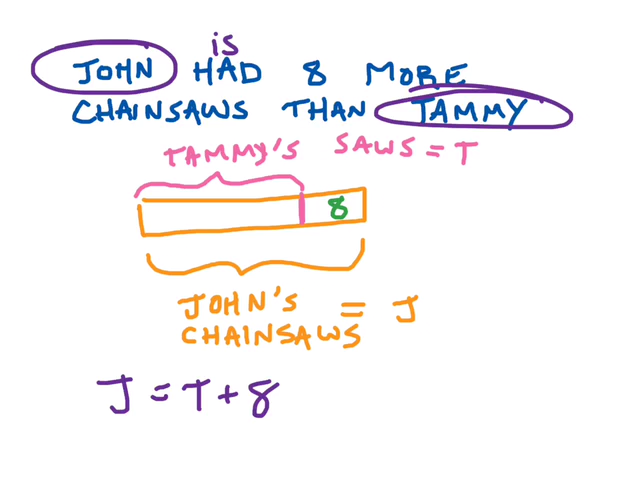 is
JOHN HAD 8 MORE
CHAINSAWS THAN TAMMY
TAMMY'S SAWS = T
8
JOHN'S = J
CHAINSAWS
J = T + 8